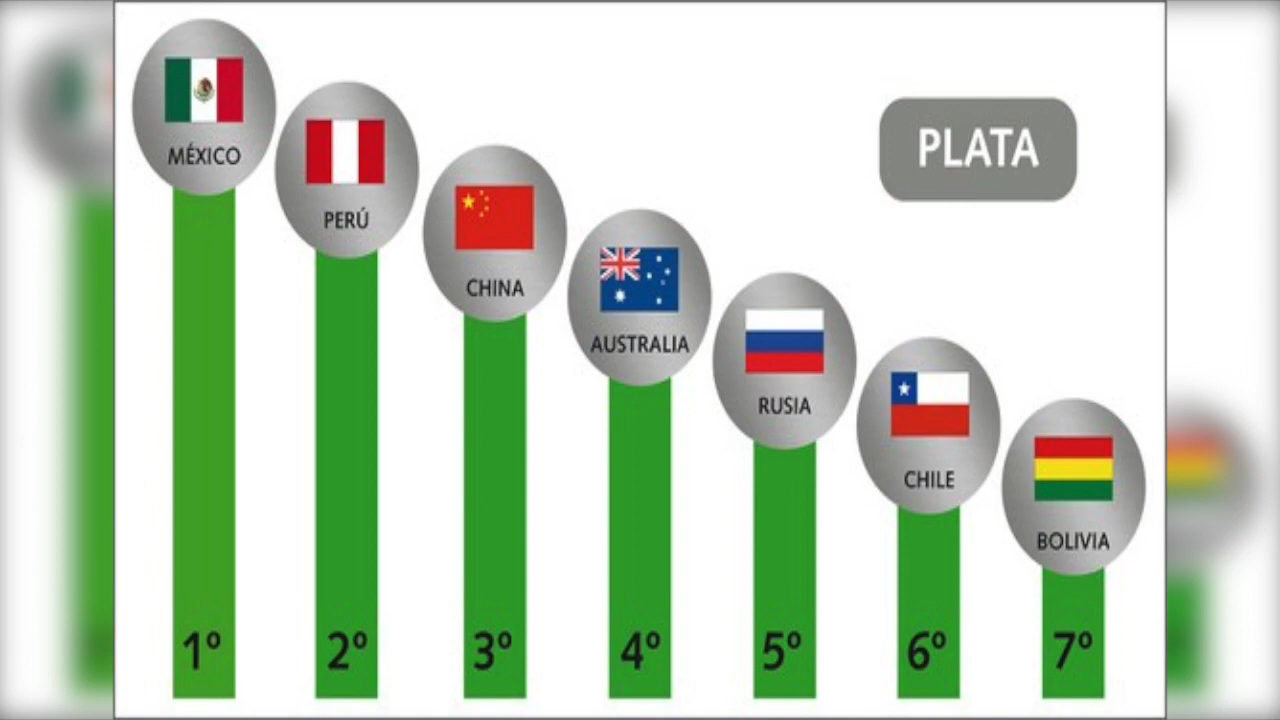 MÉXICO
PERÚ
CHINA
AUSTRALIA
RUSIA
CHILE
BOLIVIA
PLATA
1º
2º
3º
4º
5º
6º
7º